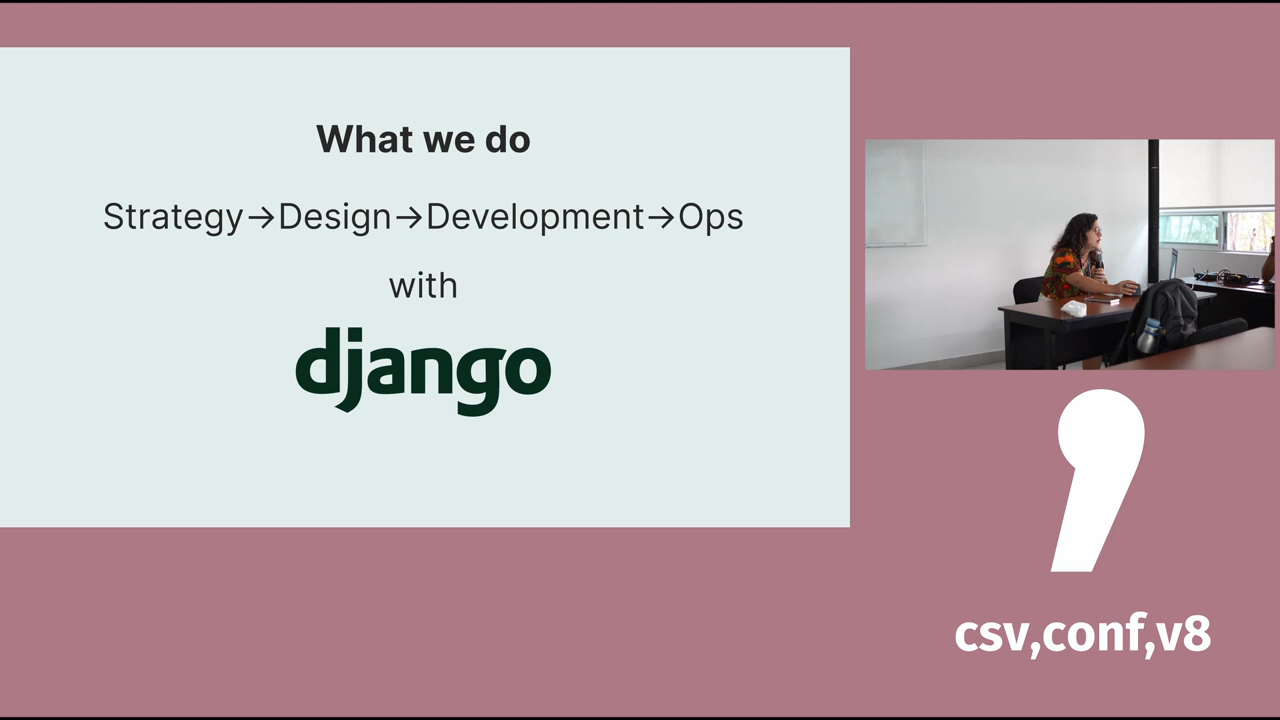 What we do
Strategy→Design→Development→Ops
with
django
csv,conf,v8